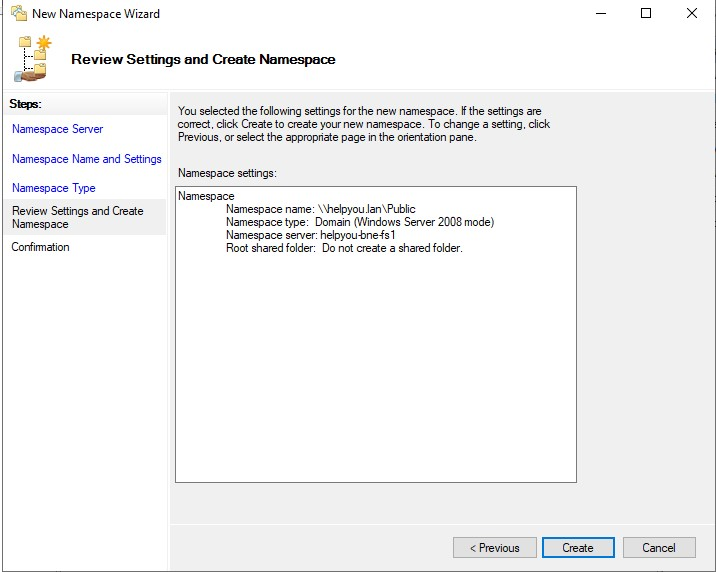 New Namespace Wizard
Review Settings and Create Namespace
Steps:
Namespace Server
Namespace Name and Settings
Namespace Type
Review Settings and Create
Namespace
Confirmation
You selected the following settings for the new namespace. If the settings are
correct, click Create to create your new namespace. To change a setting, click
Previous, or select the appropriate page in the orientation pane.
Namespace settings:
Namespace
Namespace name: \\helpyou.lan\Public
Namespace type: Domain (Windows Server 2008 mode)
Namespace server: helpyou-bne-fs1
Root shared folder: Do not create a shared folder.
< Previous
Create
Cancel